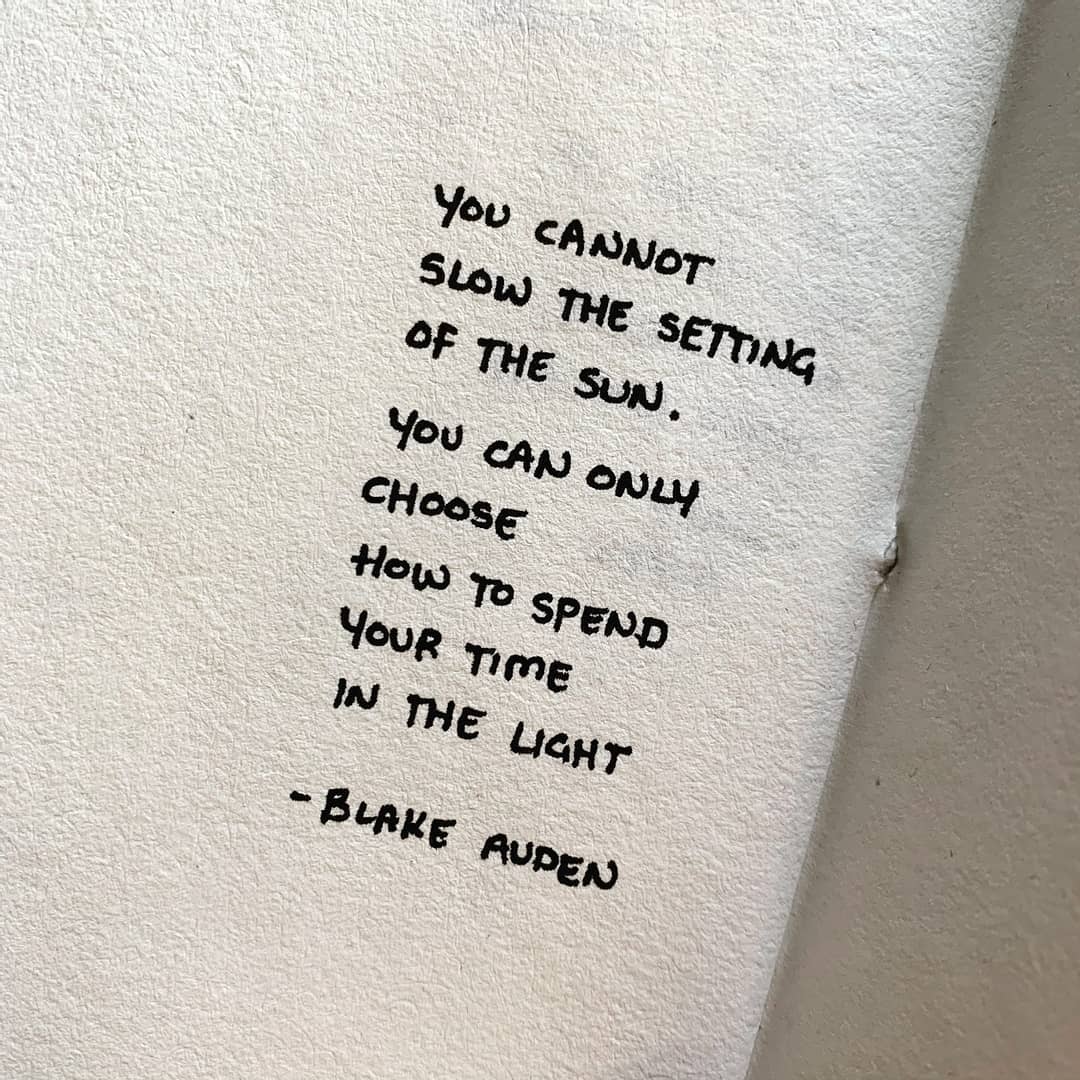 YOU CANNOT
SLOW THE SETTING
OF THE SUN.
YOU CAN ONLY
CHOOSE
HOW TO SPEND
YOUR TIME
IN THE LIGHT
- BLAKE AUDEN